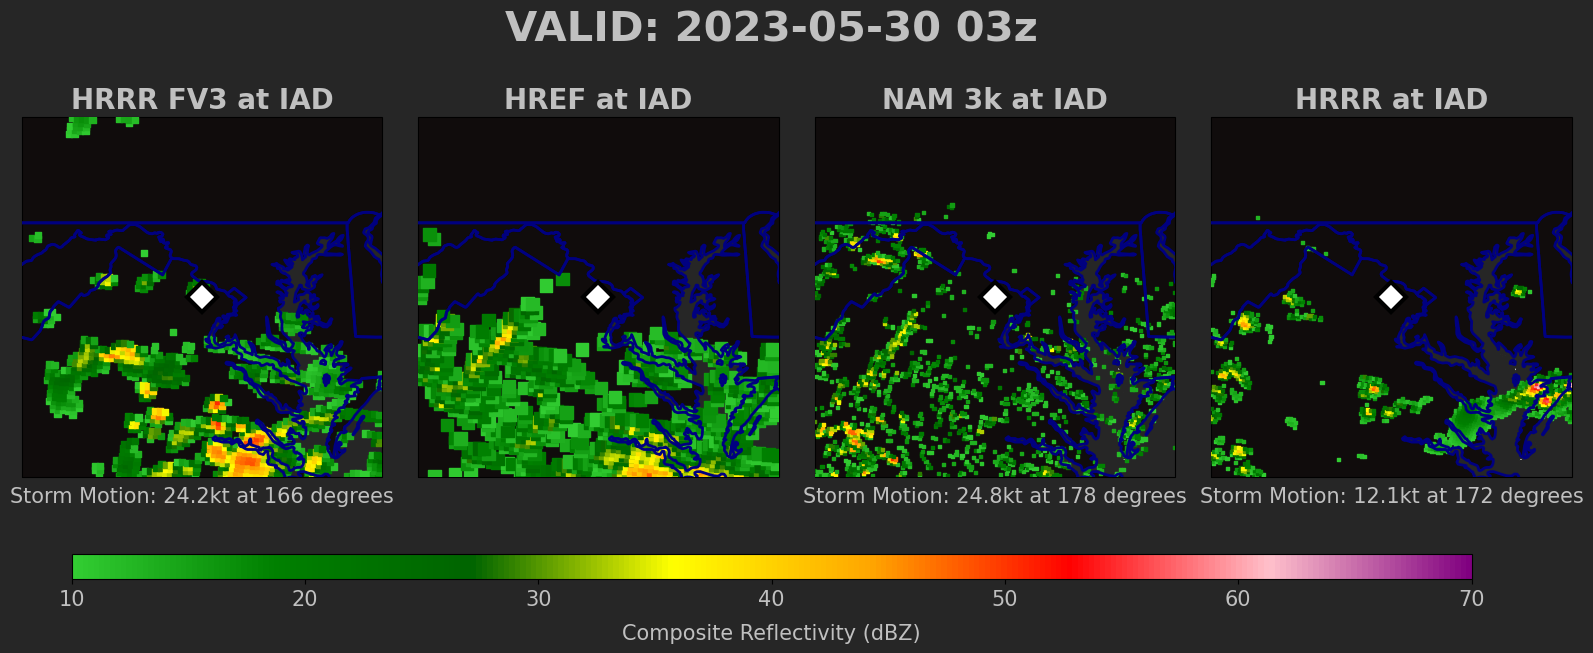 VALID: 2023-05-30 03z
HRRR FV3 at IAD
HREF at IAD
NAM 3k at IAD
HRRR at IAD
Storm Motion: 24.2kt at 166 degrees
Storm Motion: 24.8kt at 178 degrees
Storm Motion: 12.1kt at 172 degrees
10 20 30 40 50 60 70
Composite Reflectivity (dBZ)